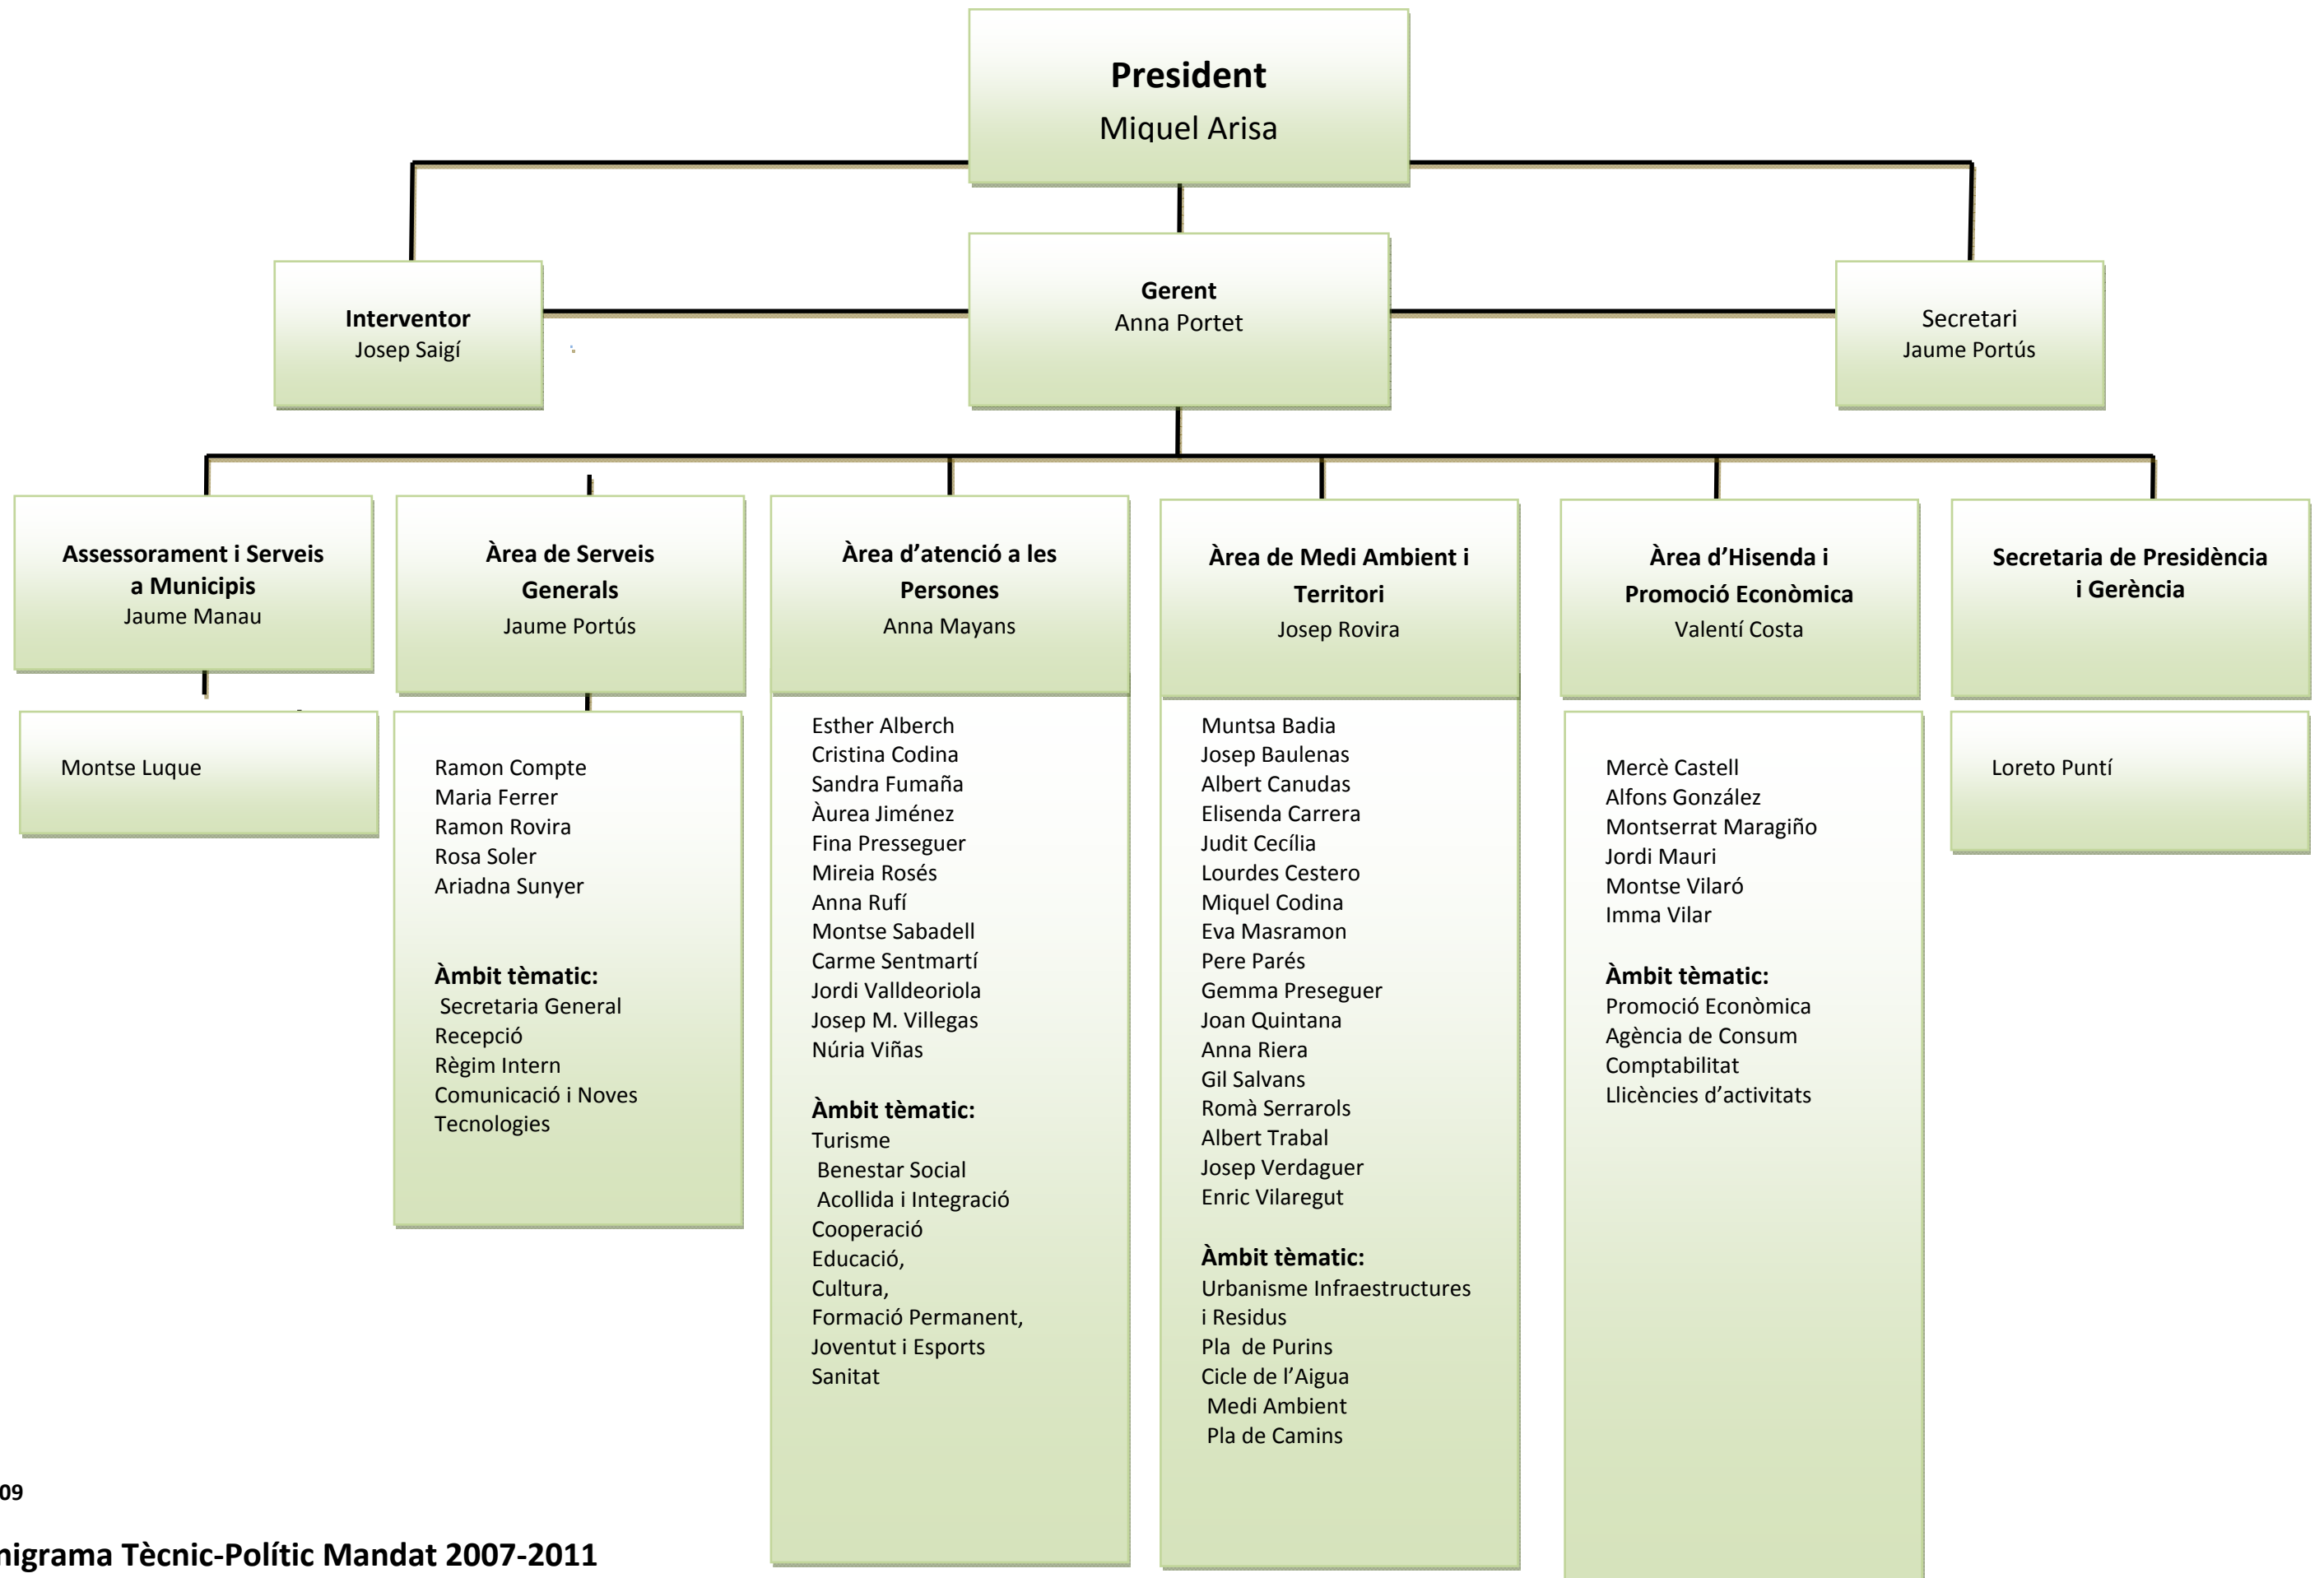 President
Miquel Arisa
Interventor
Josep Saigí
Gerent
Anna Portet
Secretari
Jaume Portús
Assessorament i Serveis
a Municipis
Jaume Manau
Àrea de Serveis
Generals
Jaume Portús
Àrea d’atenció a les
Persones
Anna Mayans
Àrea de Medi Ambient i
Territori
Josep Rovira
Àrea d’Hisenda i
Promoció Econòmica
Valentí Costa
Secretaria de Presidència
i Gerència
Montse Luque
Ramon Compte
Maria Ferrer
Ramon Rovira
Rosa Soler
Ariadna Sunyer
Àmbit tèmatic:
Secretaria General
Recepció
Règim Intern
Comunicació i Noves
Tecnologies
Esther Alberch
Cristina Codina
Sandra Fumaña
Àurea Jiménez
Fina Presseguer
Mireia Rosés
Anna Rufí
Montse Sabadell
Carme Sentmartí
Jordi Valldeoriola
Josep M. Villegas
Núria Viñas
Àmbit tèmatic:
Turisme
Benestar Social
Acollida i Integració
Cooperació
Educació,
Cultura,
Formació Permanent,
Joventut i Esports
Sanitat
Muntsa Badia
Josep Baulenas
Albert Canudas
Elisenda Carrera
Judit Cecília
Lourdes Cestero
Miquel Codina
Eva Masramon
Pere Parés
Gemma Preseguer
Joan Quintana
Anna Riera
Gil Salvans
Romà Serrarols
Albert Trabal
Josep Verdaguer
Enric Vilaregut
Àmbit tèmatic:
Urbanisme Infraestructures
i Residus
Pla de Purins
Cicle de l’Aigua
Medi Ambient
Pla de Camins
Mercè Castell
Alfons González
Montserrat Maragiño
Jordi Mauri
Montse Vilaró
Imma Vilar
Àmbit tèmatic:
Promoció Econòmica
Agència de Consum
Comptabilitat
Llicències d’activitats
Loreto Puntí
09
nigrama Tècnic-Polític Mandat 2007-2011